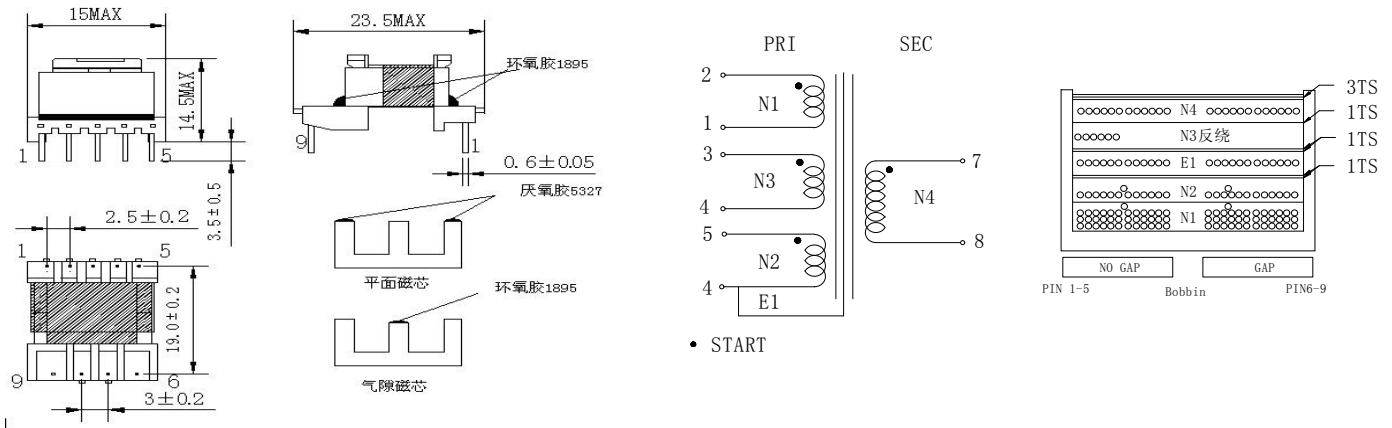 15MAX
14.5MAX
1
5
3.5±0.5
23.5MAX
环氧胶1895
9
1
0.6±0.05
厌氧胶5327
平面磁芯
环氧胶1895
气隙磁芯
2.5±0.2
1
5
19.0±0.2
9
6
3±0.2
PRI
SEC
2
N1
1
3
N3
4
5
N2
4
E1
7
N4
8
• START
N4
3TS
1TS
N3反绕
1TS
E1
1TS
N2
N1
NO GAP
GAP
PIN 1-5
Bobbin
PIN6-9